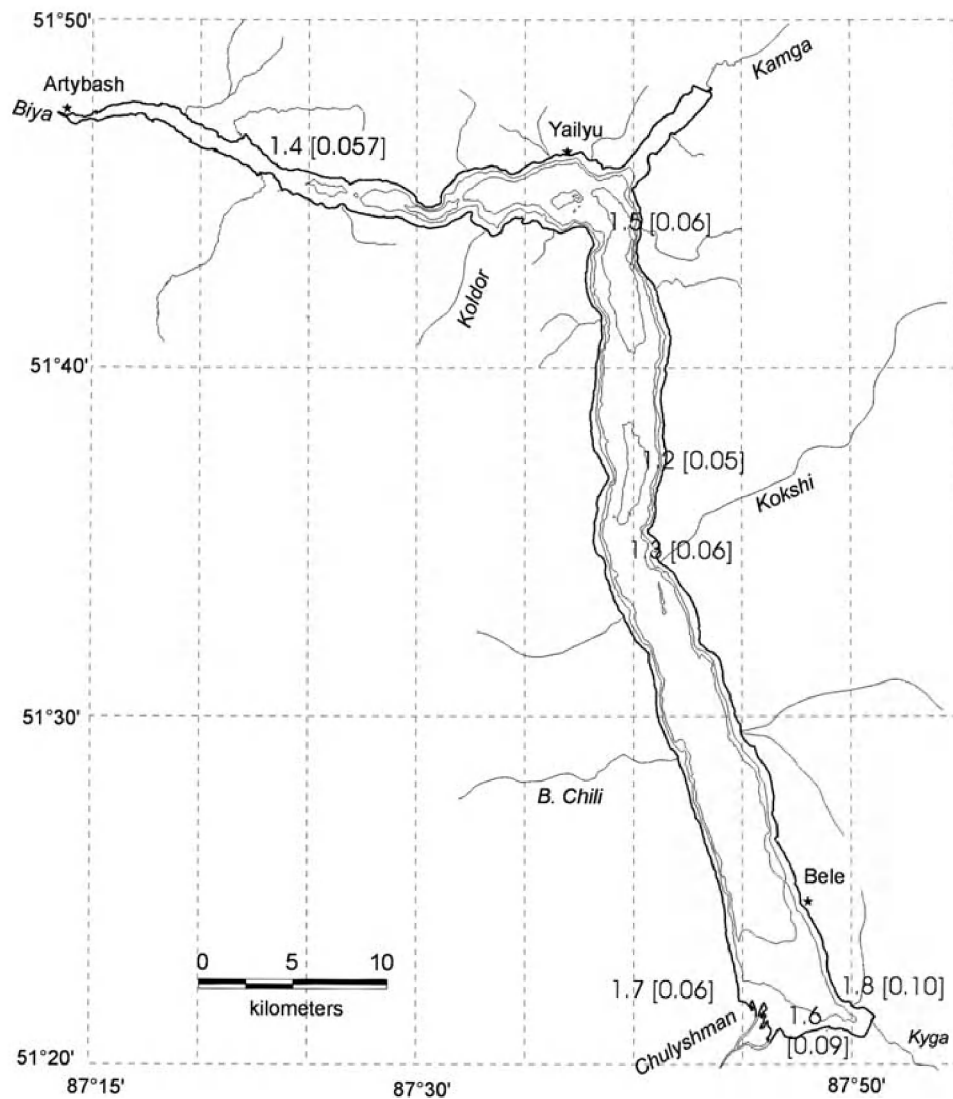 51°50'
Kamga
Artybash
Biya
Yailyu
1.4 [0.057]
1.5 [0.06]
Koldor
51°40'
1.2 [0.05]
Kokshi
1.3 [0.06]
51°30'
B. Chili
Bele
0 5 10
kilometers
1.7 [0.06]
1.8 [0.10]
1.6
[0.09]
Chulyshman
Kyga
51°20'
87°15'
87°30'
87°50'